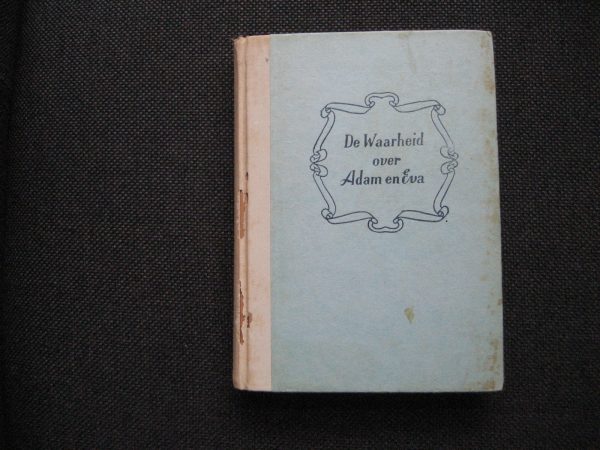 De Waarheid
over
Adam en Eva